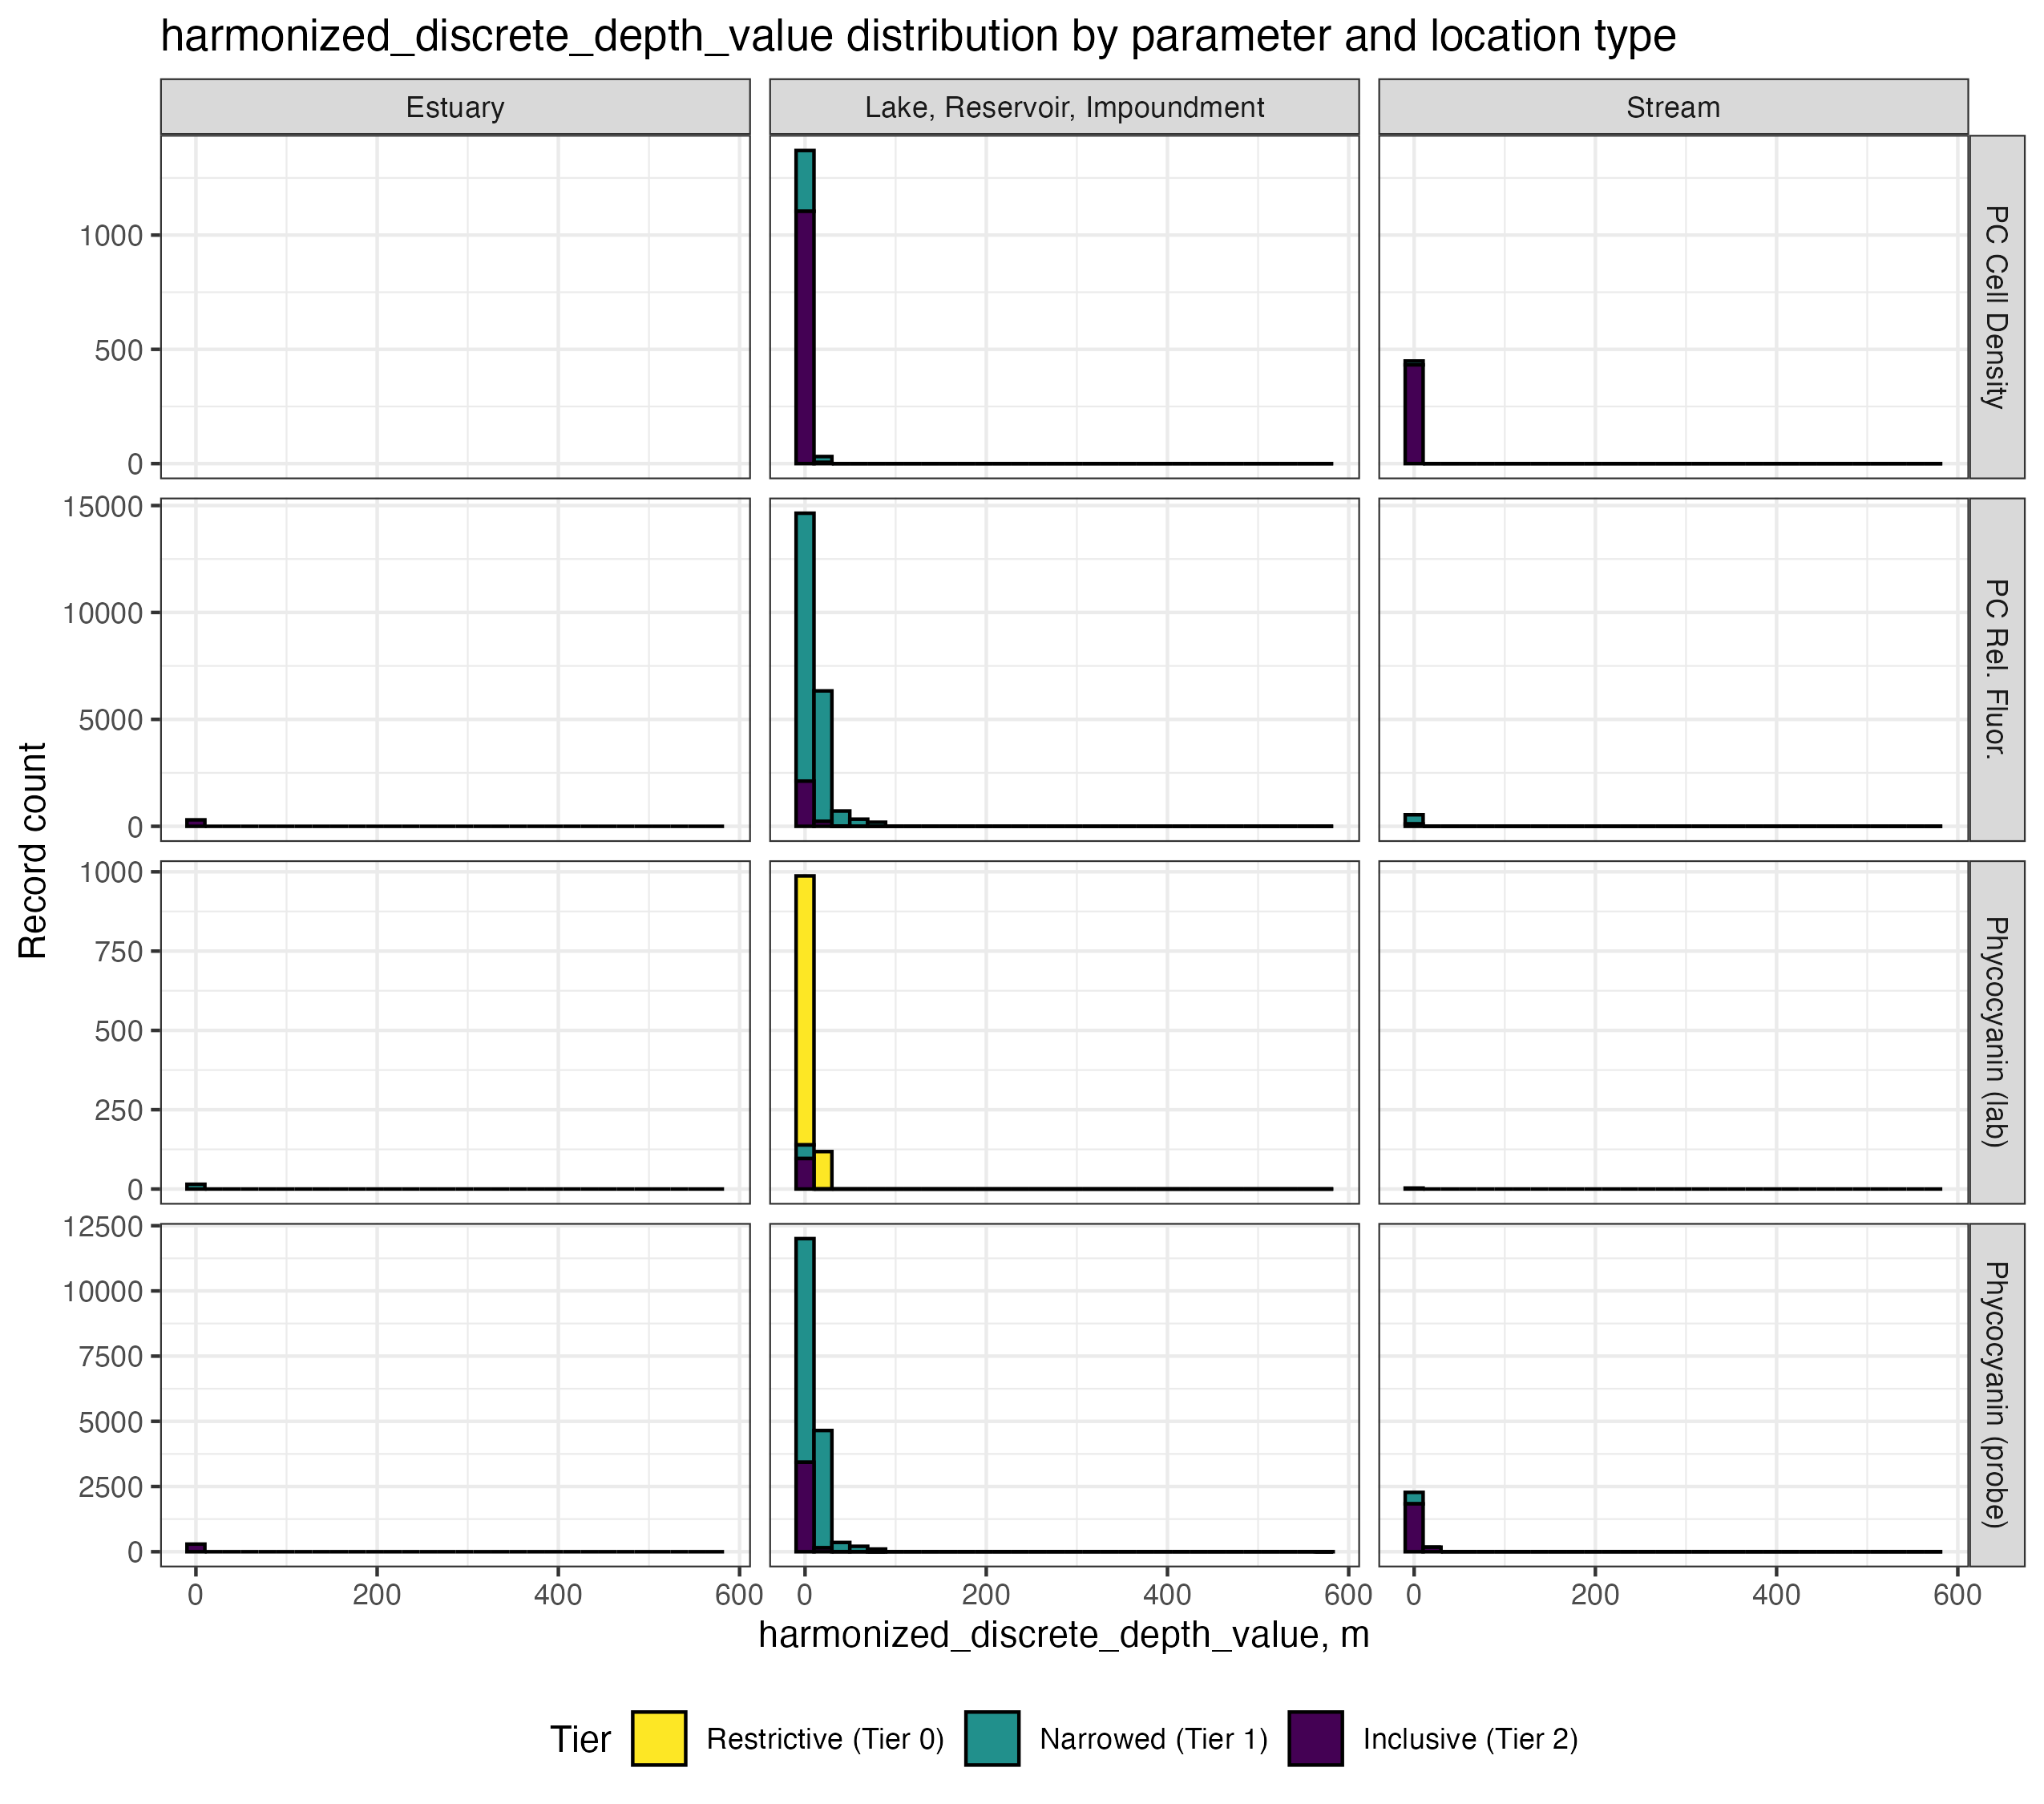 harmonized_discrete_depth_value distribution by parameter and location type
Estuary
Lake, Reservoir, Impoundment
Stream
Record count
1000
500
0
PC Cell Density
15000
10000
5000
0
PC Rel. Fluor.
1000
750
500
250
0
Phycocyanin (lab)
12500
10000
7500
5000
2500
0
Phycocyanin (probe)
0 200 400 600
0 200 400 600
0 200 400 600
harmonized_discrete_depth_value, m
Tier Restrictive (Tier 0) Narrowed (Tier 1) Inclusive (Tier 2)